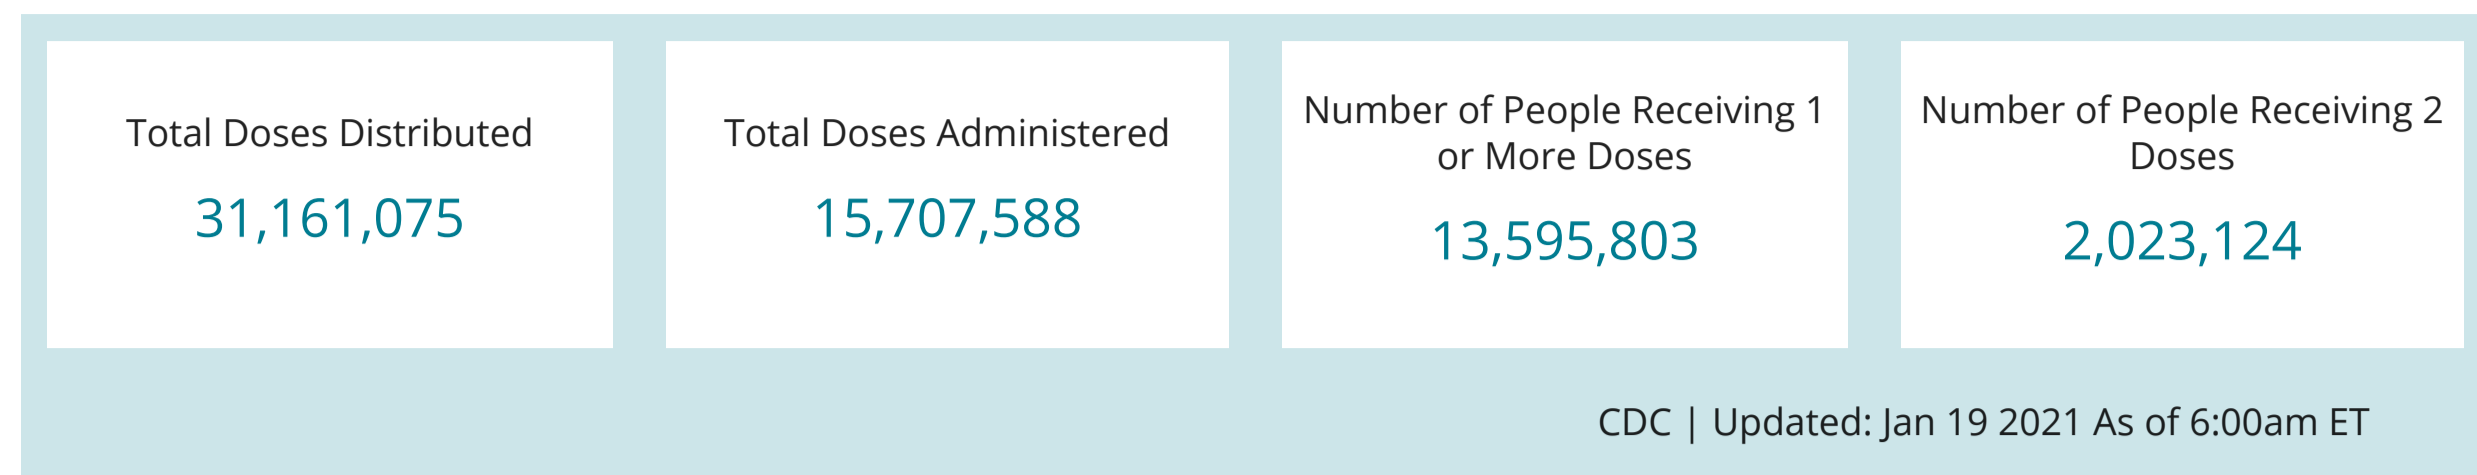 Total Doses Distributed
31,161,075
Total Doses Administered
15,707,588
Number of People Receiving 1
or More Doses
13,595,803
Number of People Receiving 2
Doses
2,023,124
CDC | Updated: Jan 19 2021 As of 6:00am ET